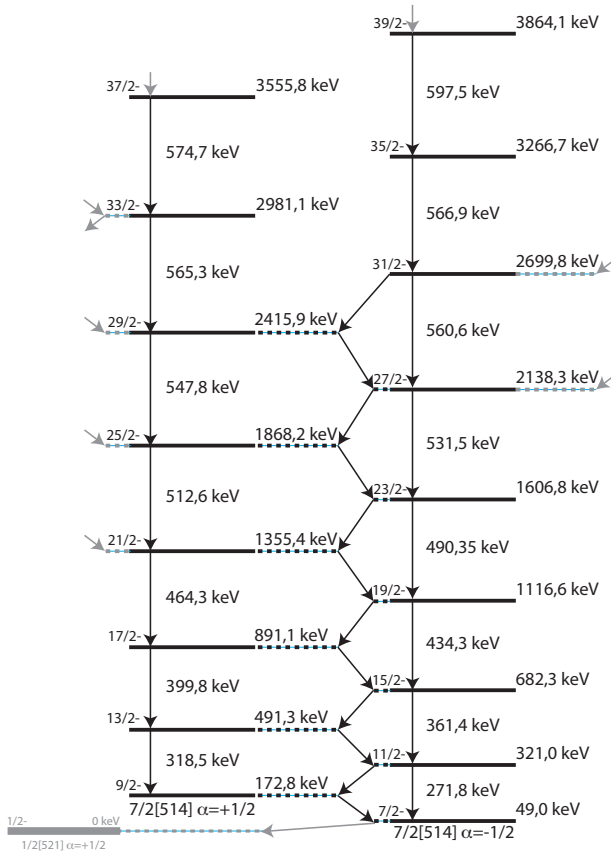 39/2- 3864,1 keV
597,5 keV
37/2- 3555,8 keV
574,7 keV
35/2- 3266,7 keV
566,9 keV
33/2- 2981,1 keV
565,3 keV
31/2- 2699,8 keV
560,6 keV
29/2- 2415,9 keV
547,8 keV
27/2- 2138,3 keV
531,5 keV
25/2- 1868,2 keV
512,6 keV
23/2- 1606,8 keV
490,35 keV
21/2- 1355,4 keV
464,3 keV
19/2- 1116,6 keV
434,3 keV
17/2- 891,1 keV
399,8 keV
15/2- 682,3 keV
361,4 keV
13/2- 491,3 keV
318,5 keV
11/2- 321,0 keV
271,8 keV
9/2- 172,8 keV
7/2[514] α=+1/2
7/2- 49,0 keV
7/2[514] α=-1/2
1/2- 0 keV
1/2[521] α=+1/2